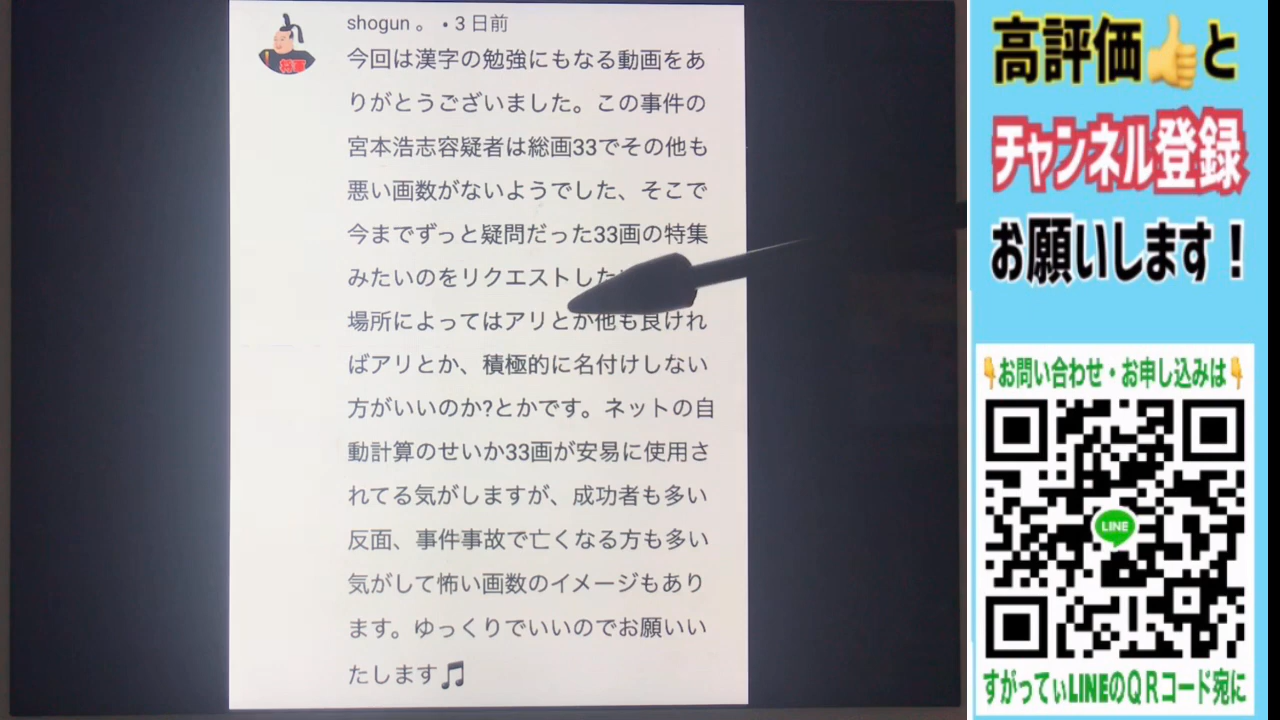 shogun 。 • 3 日前
今回は漢字の勉強にもなる動画をあ
りがとうございました。この事件の
宮本浩志容疑者は総画33でその他も
悪い画数がないようでした、そこで
今までずっと疑問だった33画の特集
みたいのをリクエストした
場所によってはアリとか他も良けれ
ばアリとか、積極的に名付けしない
方がいいのか?とかです。ネットの自
動計算のせいか33画が安易に使用さ
れてる気がしますが、成功者も多い
反面、事件事故で亡くなる方も多い
気がして怖い画数のイメージもあり
ます。ゆっくりでいいのでお願いい
たします🎵
高評価👍と
チャンネル登録
お願いします！
👇お問い合わせ・お申し込みは👇
LINE
すがってぃLINEのQRコード宛に